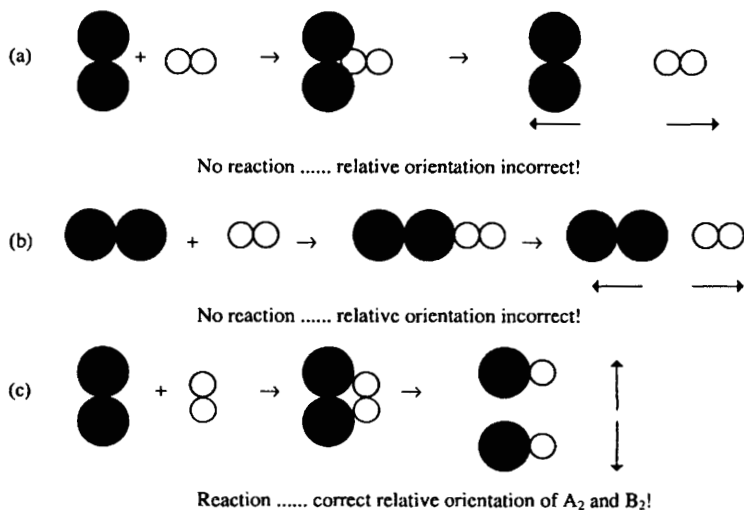 (a) + → →
No reaction ...... relative orientation incorrect!
(b) + → →
No reaction ...... relative orientation incorrect!
(c) + → →
Reaction ...... correct relative orientation of A₂ and B₂!